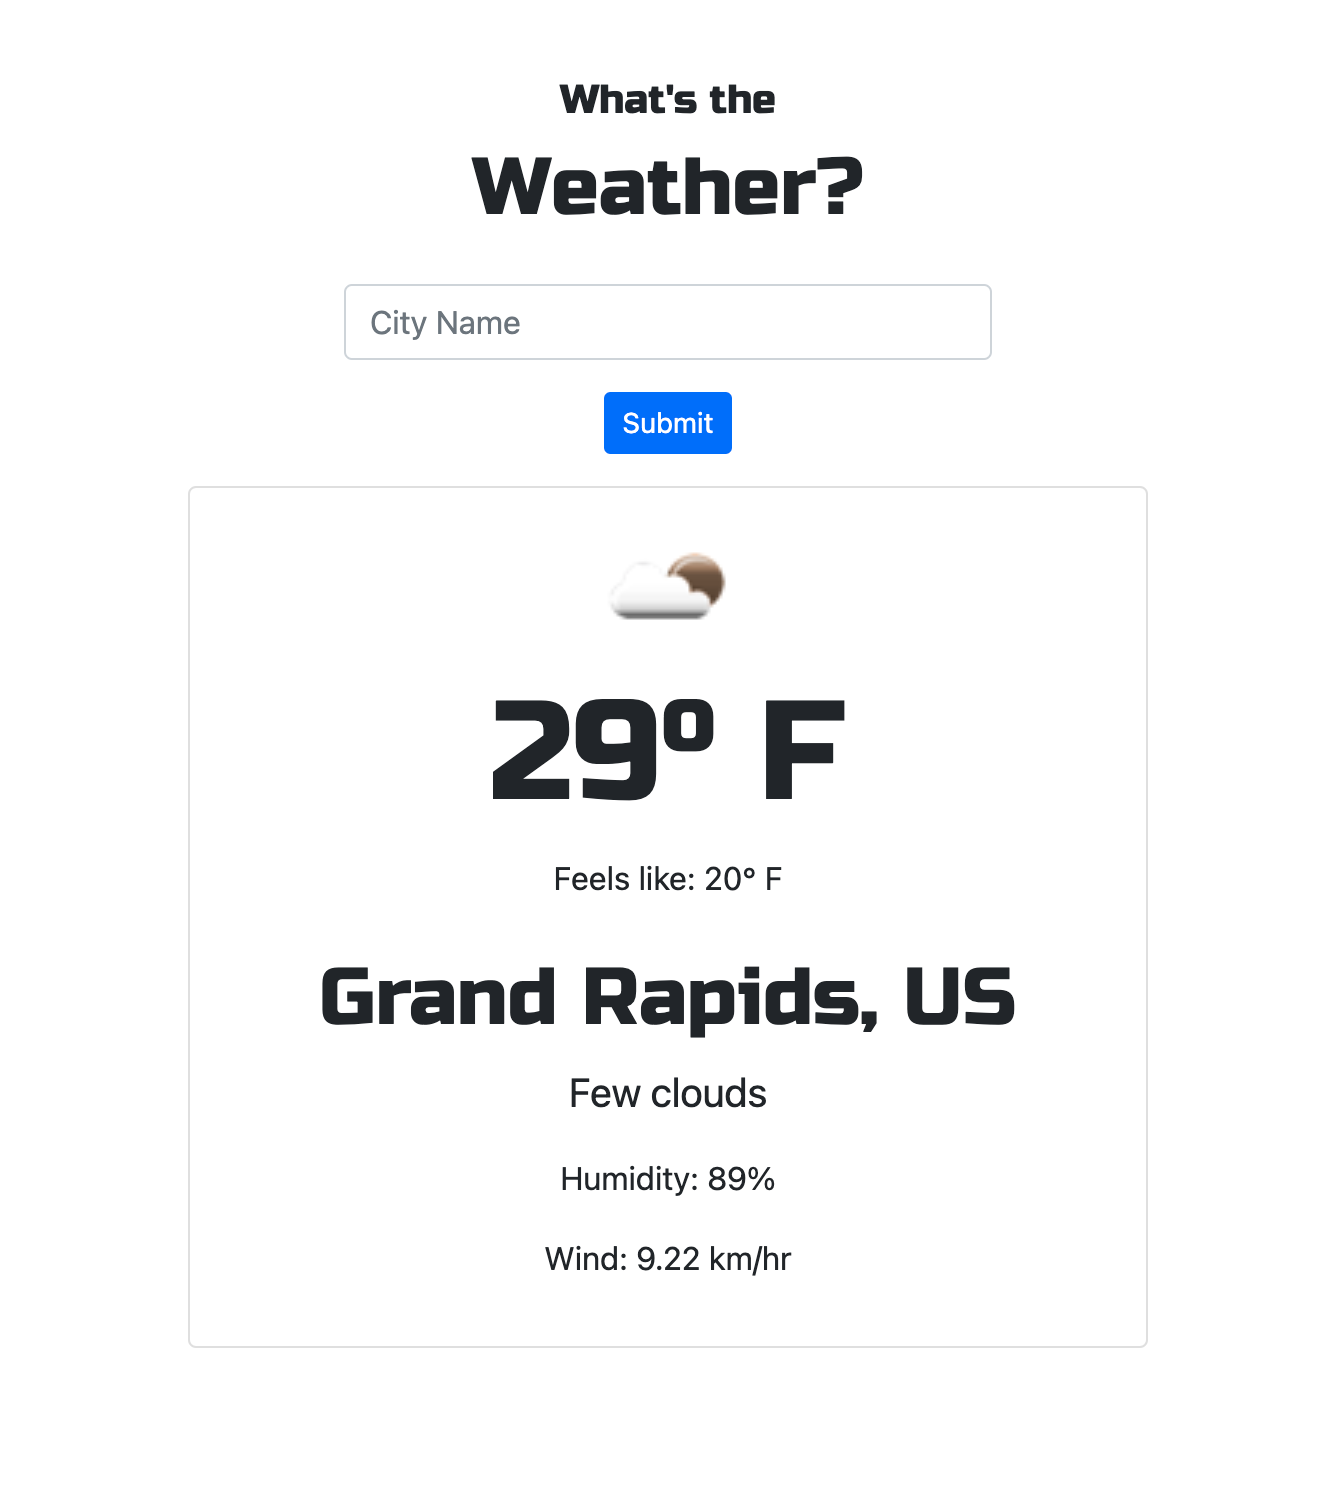 What's the
Weather?
City Name
Submit
29º F
Feels like: 20° F
Grand Rapids, US
Few clouds
Humidity: 89%
Wind: 9.22 km/hr